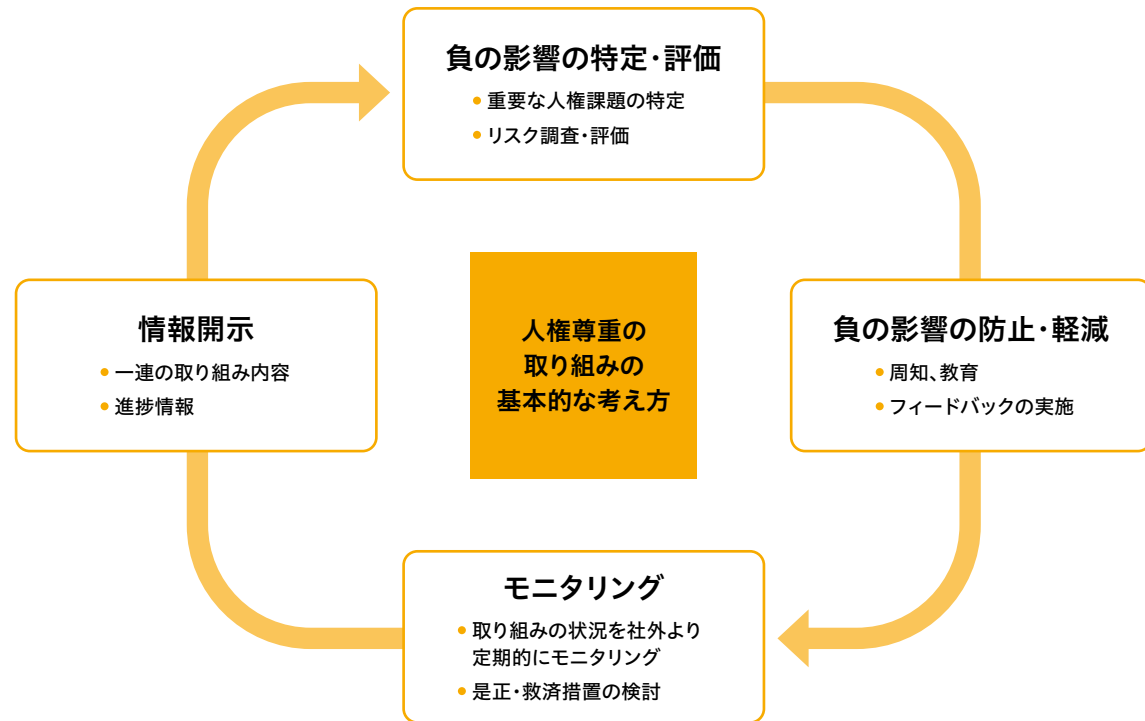 負の影響の特定・評価
• 重要な人権課題の特定
• リスク調査・評価
情報開示
• 一連の取り組み内容
• 進捗情報
人権尊重の
取り組みの
基本的な考え方
負の影響の防止・軽減
• 周知、教育
• フィードバックの実施
モニタリング
• 取り組みの状況を社外より
定期的にモニタリング
• 是正・救済措置の検討